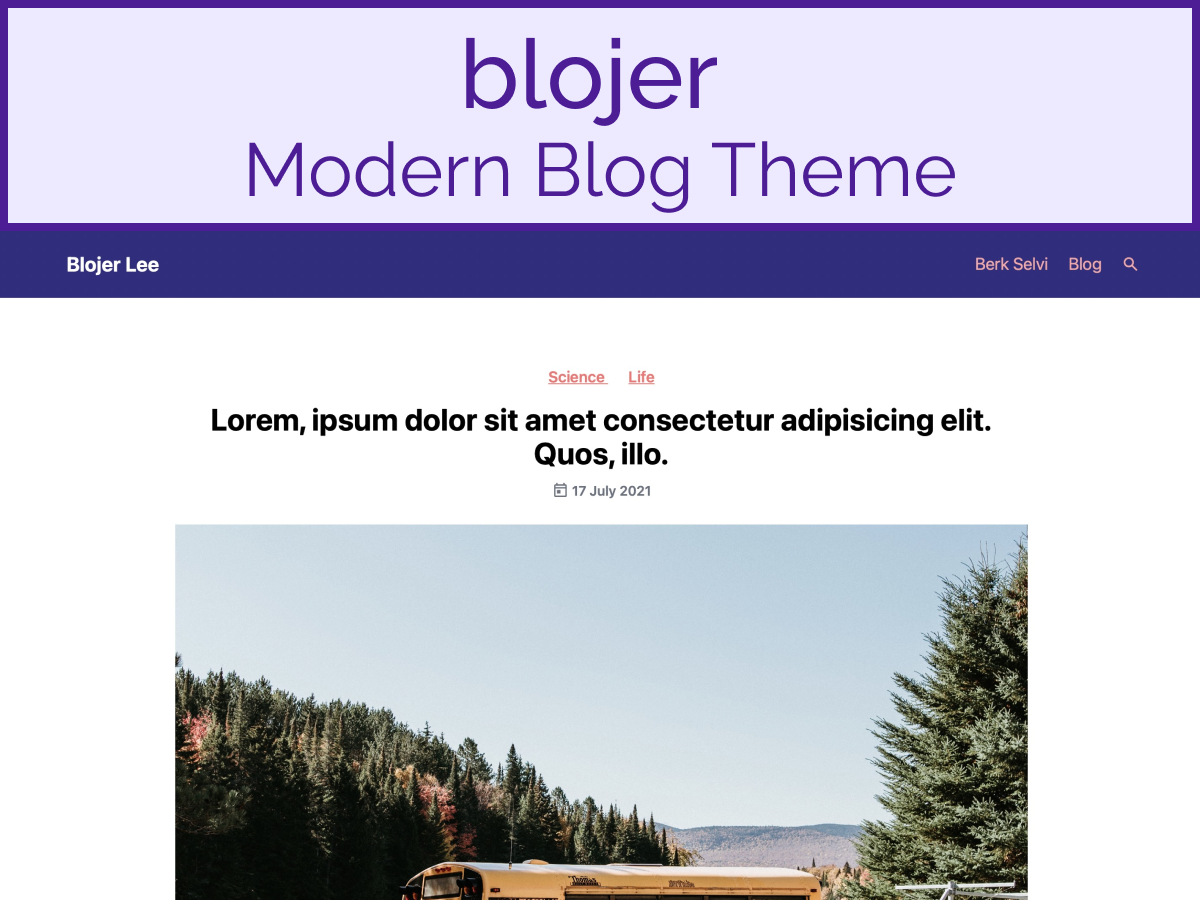 blojer
Modern Blog Theme
Blojer Lee
Berk Selvi Blog
Science Life
Lorem, ipsum dolor sit amet consectetur adipisicing elit.
Quos, illo.
17 July 2021
Thomas